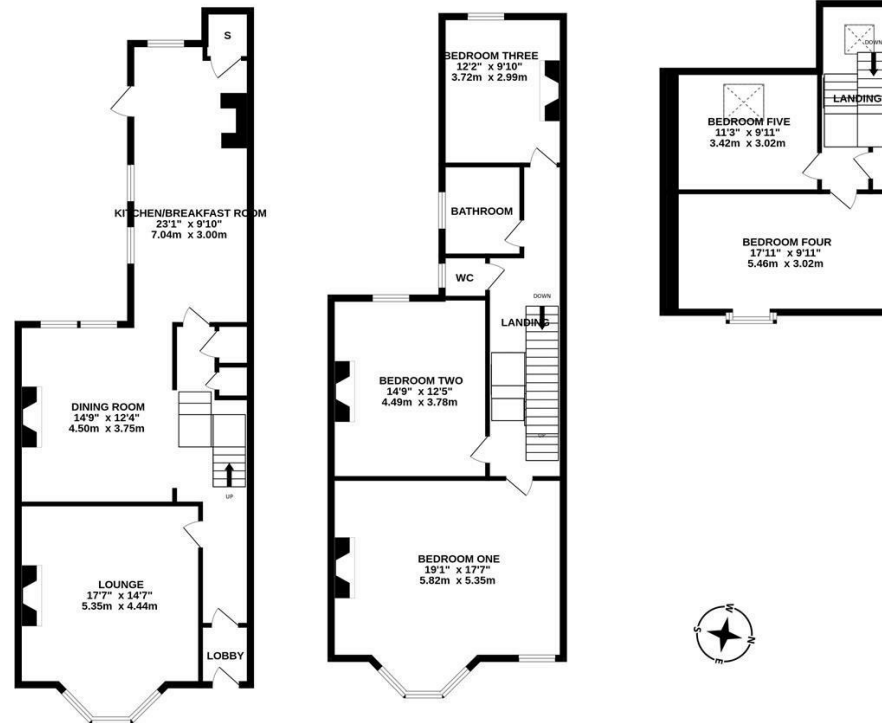 S
KITCHEN/BREAKFAST ROOM
23'1" x 9'10"
7.04m x 3.00m
DINING ROOM
14'9" x 12'4"
4.50m x 3.75m
UP
LOUNGE
17'7" x 14'7"
5.35m x 4.44m
LOBBY
BEDROOM THREE
12'2" x 9'10"
3.72m x 2.99m
BATHROOM
WC
DOWN
LANDING
BEDROOM TWO
14'9" x 12'5"
4.49m x 3.78m
UP
BEDROOM ONE
19'1" x 17'7"
5.82m x 5.35m
DOWN
LANDING
BEDROOM FIVE
11'3" x 9'11"
3.42m x 3.02m
BEDROOM FOUR
17'11" x 9'11"
5.46m x 3.02m
W
N
S
E